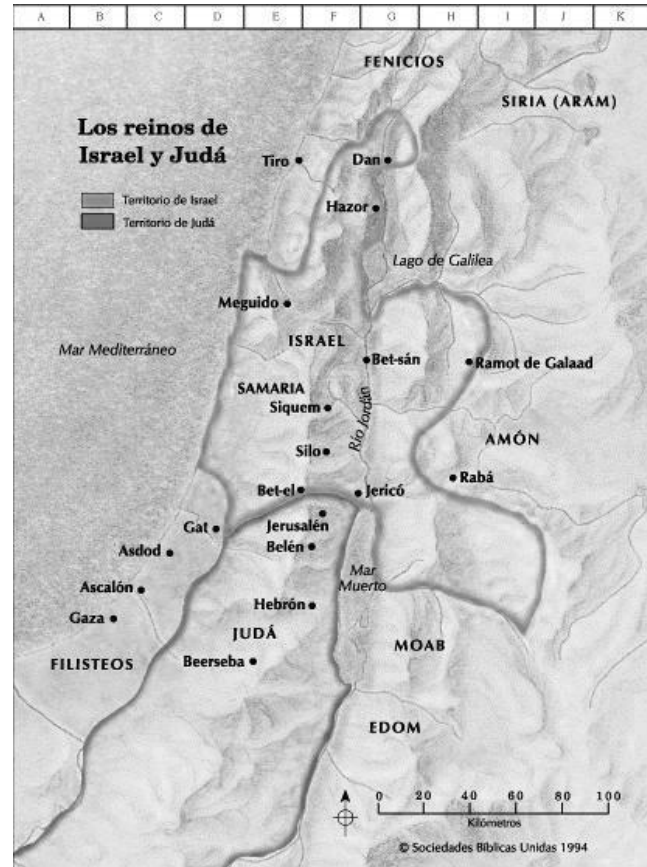 A B C D E F G H I J K
FENICIOS
SIRIA (ARAM)
Los reinos de
Israel y Judá
Tiro
Dan
Territorio de Israel
Territorio de Judá
Hazor
Lago de Galilea
Meguido
ISRAEL
Mar Mediterráneo
Bet-sán
Ramot de Galaad
SAMARIA
Siquem
Río Jordán
AMÓN
Silo
Rabá
Bet-el
Jericó
Jerusalén
Gat
Belén
Asdod
Mar
Muerto
Ascalón
Hebrón
Gaza
JUDÁ
MOAB
FILISTEOS
Beerseba
EDOM
0 20 40 60 80 100
Kilómetros
© Sociedades Bíblicas Unidas 1994